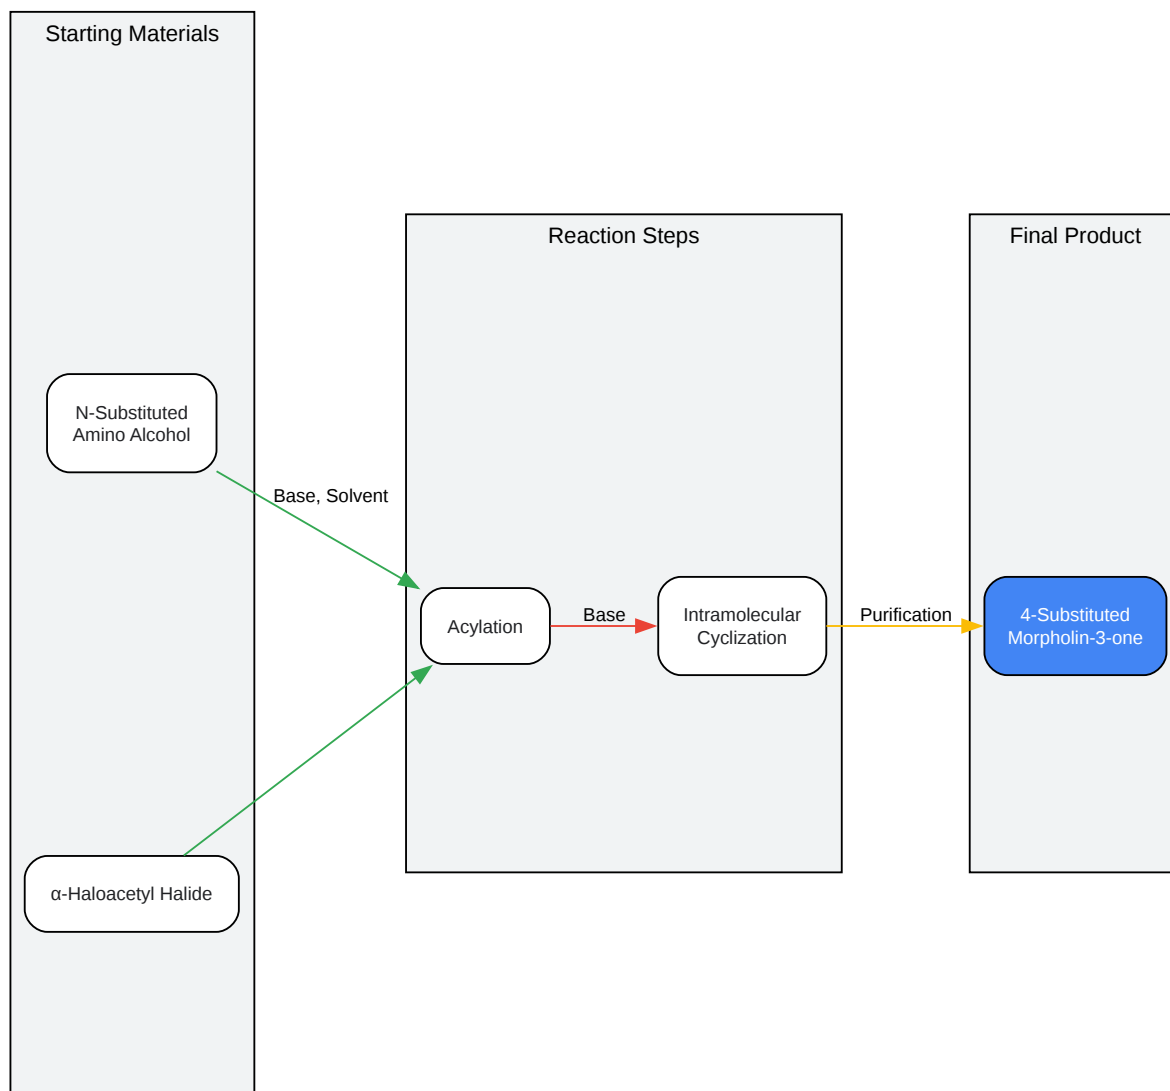 Starting Materials
N-Substituted
Amino Alcohol
α-Haloacetyl Halide
Base, Solvent
Reaction Steps
Acylation
Base
Intramolecular
Cyclization
Purification
Final Product
4-Substituted
Morpholin-3-one